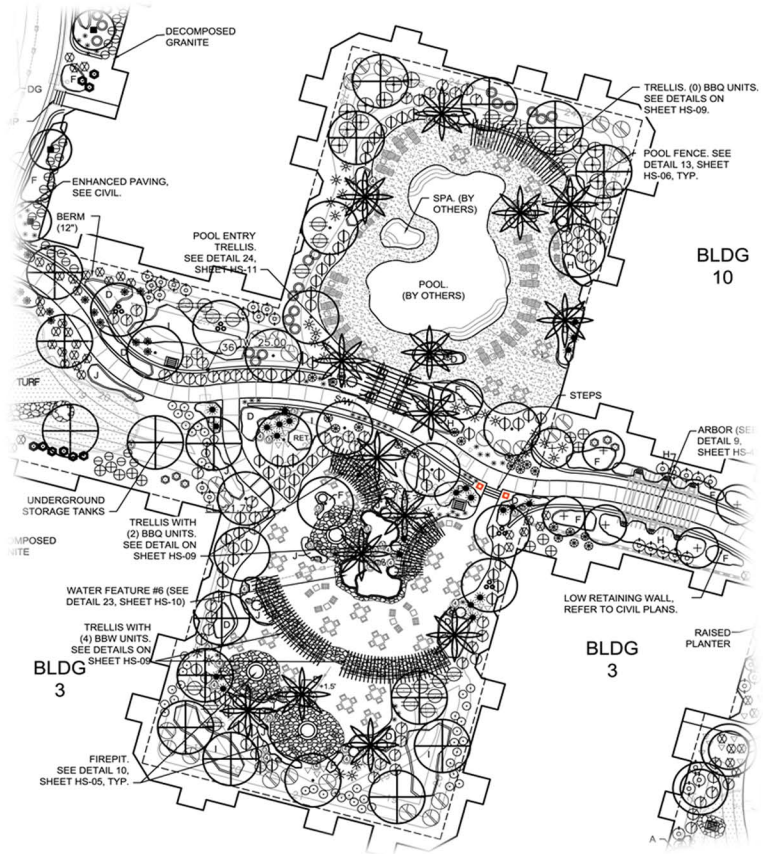 DECOMPOSED
GRANITE
DG
F
TRELLIS. (0) BBQ UNITS.
SEE DETAILS ON
SHEET HS-09.
POOL FENCE. SEE
DETAIL 13, SHEET
HS-06, TYP.
ENHANCED PAVING,
SEE CIVIL.
F
BERM
(12")
SPA. (BY
OTHERS)
POOL ENTRY
TRELLIS.
SEE DETAIL 24,
SHEET HS-11
BLDG
10
H
POOL.
(BY OTHERS)
D
I
36
25.00
D
J
TURF
STEPS
D
I
RET
ARBOR (SEE
DETAIL 9,
SHEET HS-
H
F
F
UNDERGROUND
STORAGE TANKS
21.70
F
TRELLIS WITH
(2) BBQ UNITS.
SEE DETAIL ON
SHEET HS-09
J
F
H
F
WATER FEATURE #6 (SEE
DETAIL 23, SHEET HS-10)
LOW RETAINING WALL,
REFER TO CIVIL PLANS.
D
TRELLIS WITH
(4) BBW UNITS.
SEE DETAILS ON
SHEET HS-09
BLDG
3
BLDG
3
RAISED
PLANTER
+1.5'
FIREPIT.
SEE DETAIL 10,
SHEET HS-05, TYP.
A